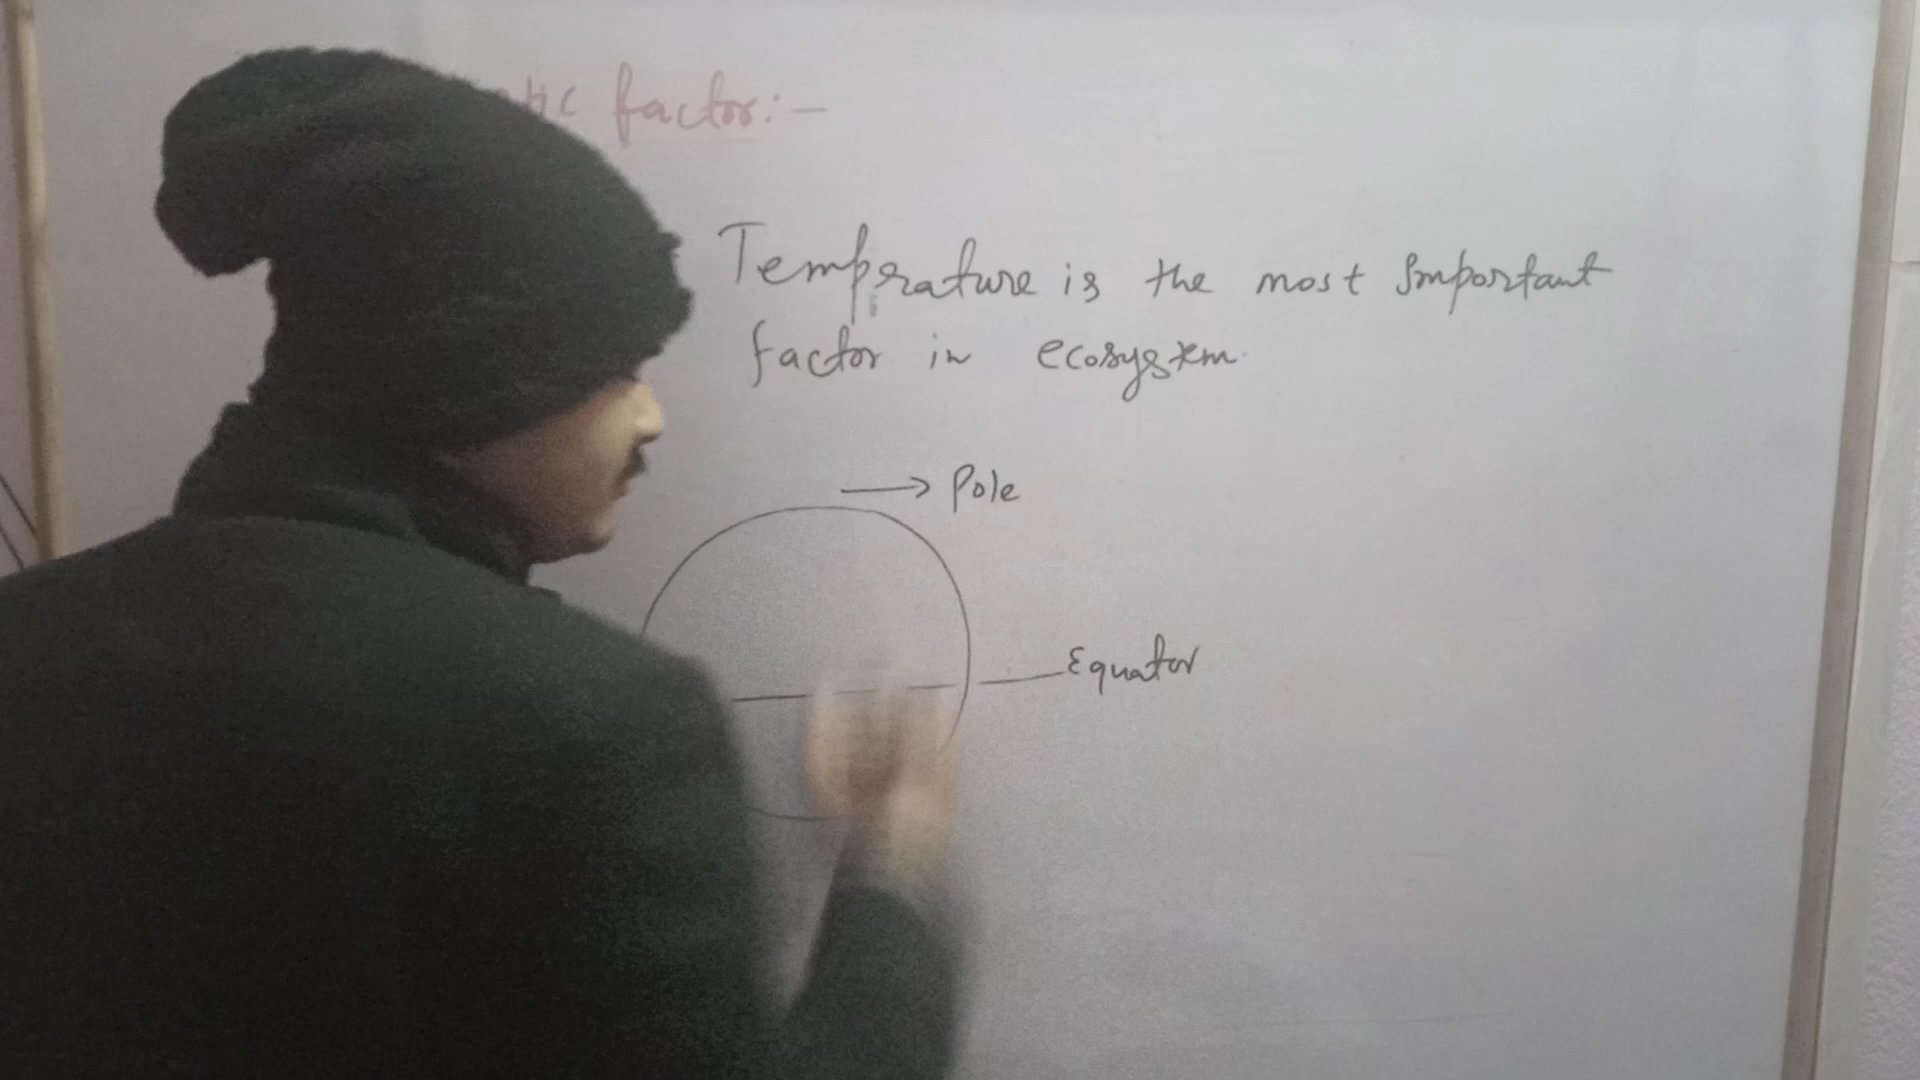 factor:-
Temprature is the most Important
factor in ecosystem.
→ Pole
Equator